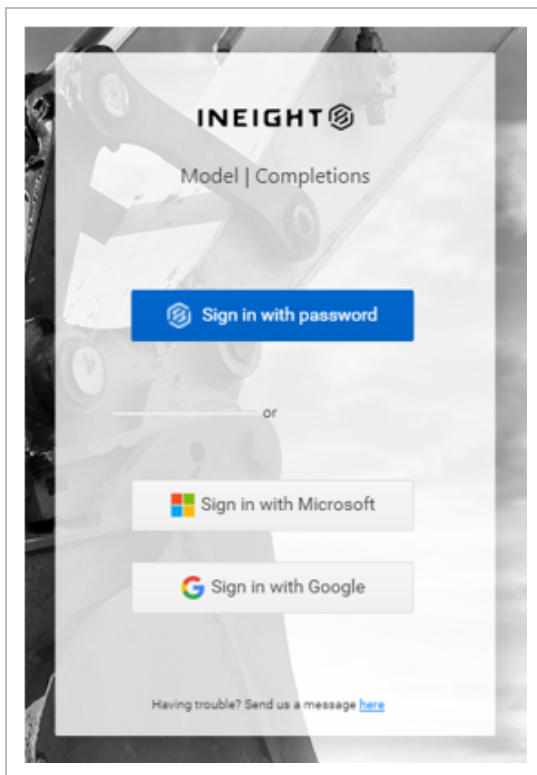 INEIGHT
Model | Completions
Sign in with password
or
Sign in with Microsoft
Sign in with Google
Having trouble? Send us a message here